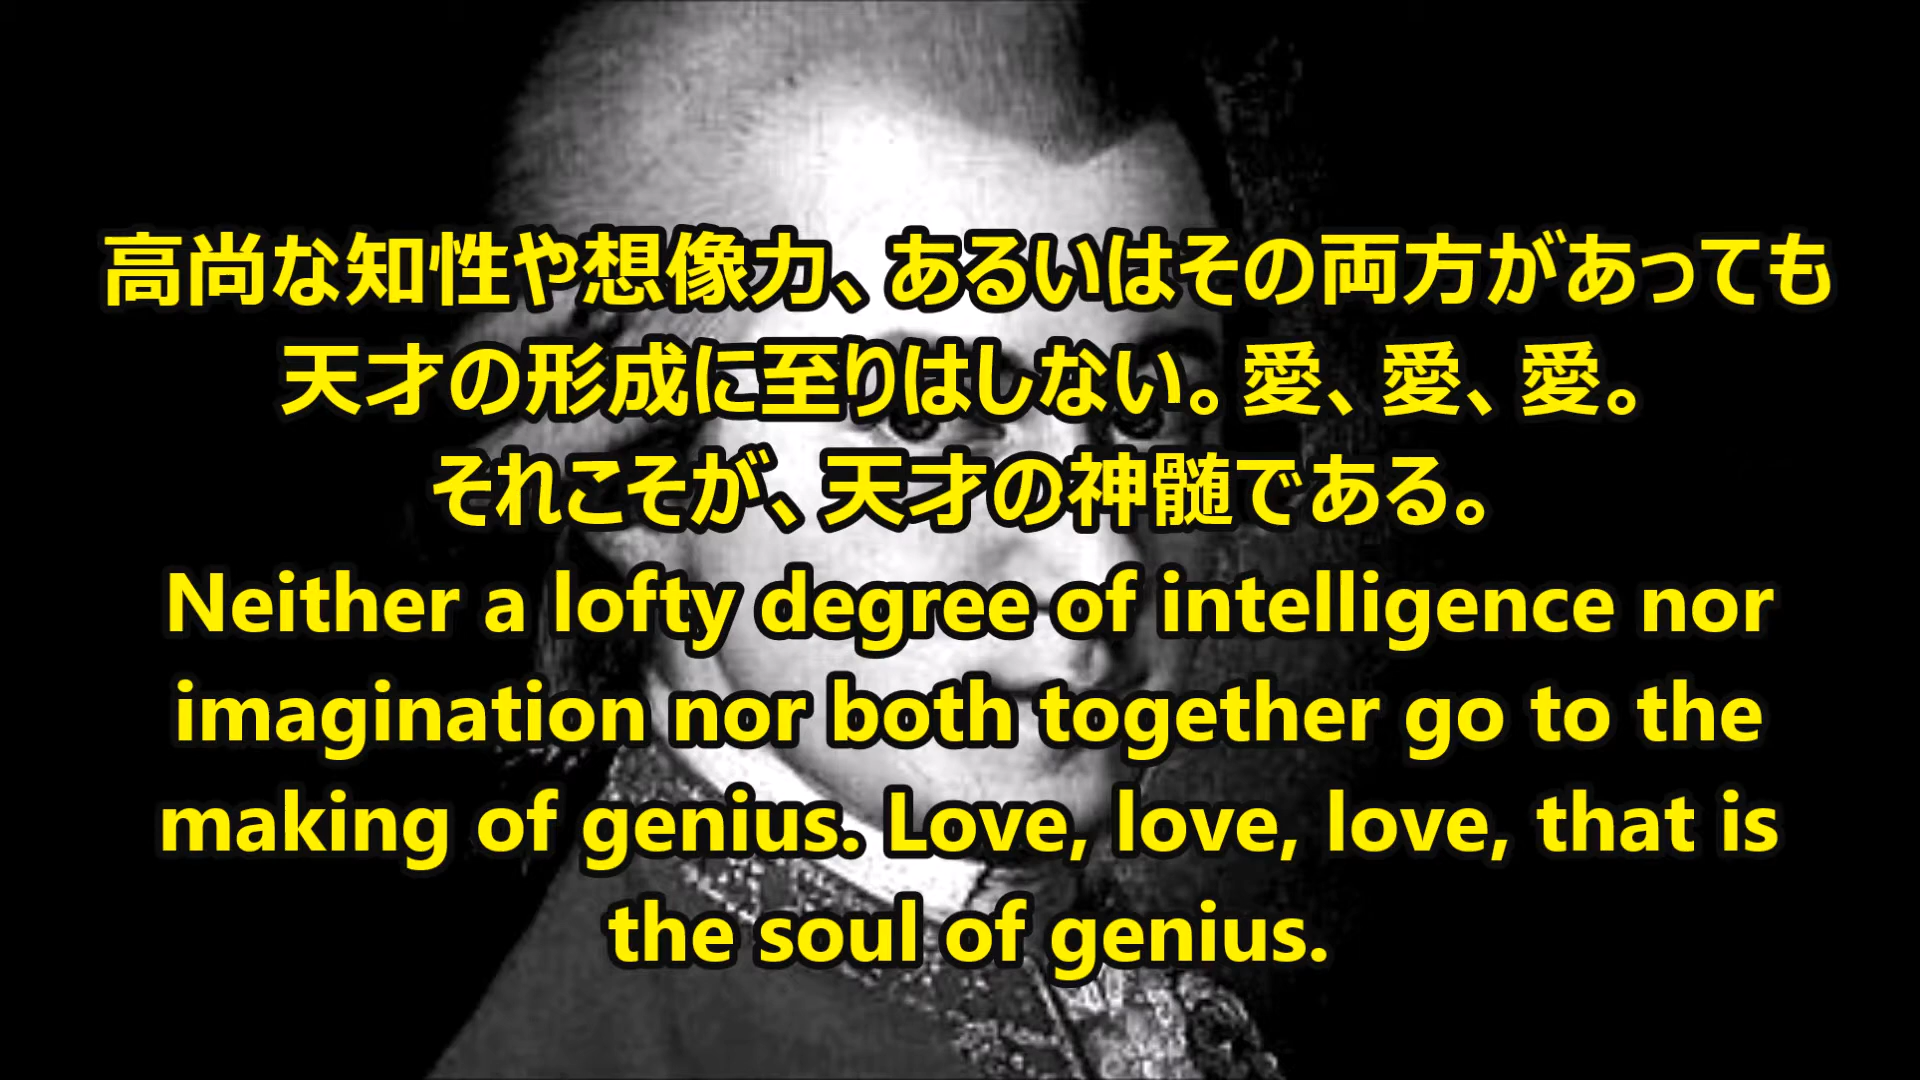 高尚な知性や想像力、あるいはその両方があっても
天才の形成に至りはしない。愛、愛、愛。
それこそが、天才の神髄である。
Neither a lofty degree of intelligence nor
imagination nor both together go to the
making of genius. Love, love, love, that is
the soul of genius.